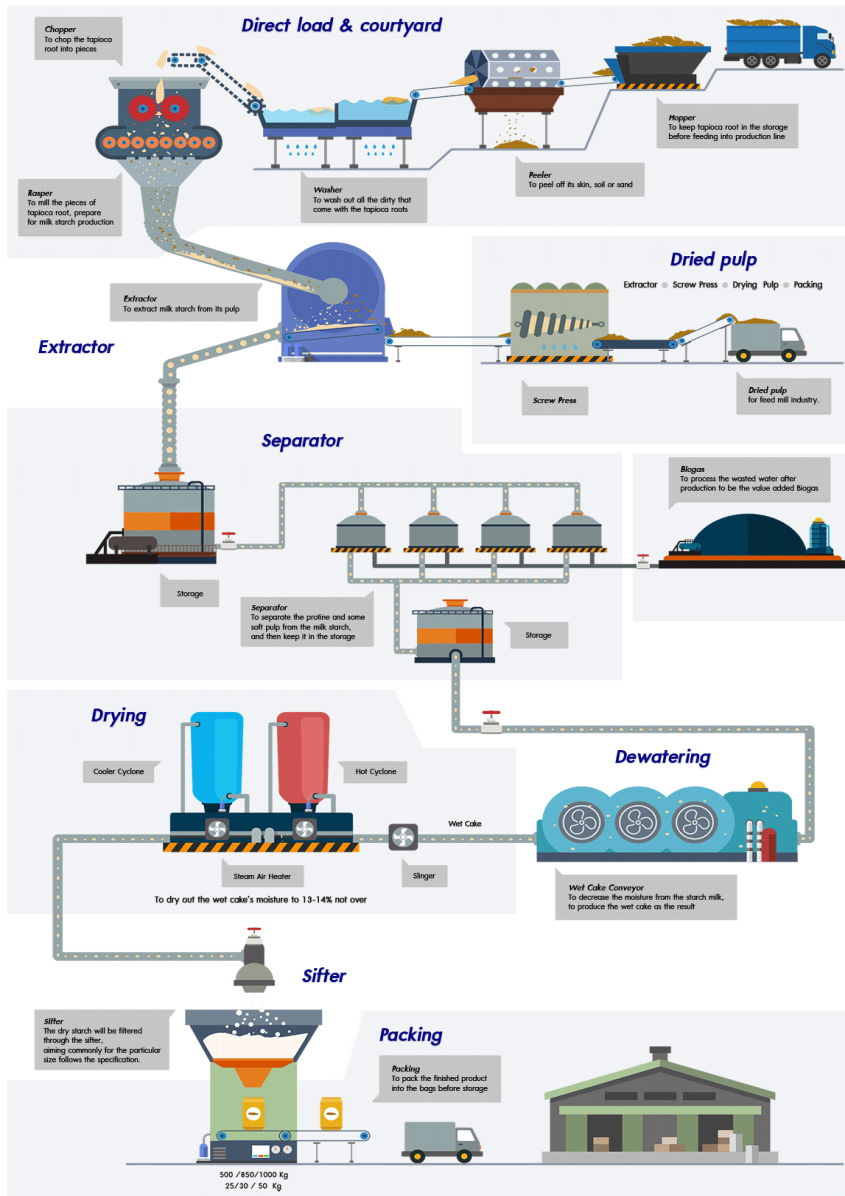 Direct load & courtyard
Chopper
To chop the tapioca
root into pieces
Hopper
To keep tapioca root in the storage
before feeding into production line
Peeler
To peel off its skin, soil or sand
Washer
To wash out all the dirty that
come with the tapioca roots
Rasper
To mill the pieces of
tapioca root, prepare
for milk starch production
Extractor
To extract milk starch from its pulp
Extractor
Dried pulp
Extractor Screw Press Drying Pulp Packing
Screw Press
Dried pulp
for feed mill industry.
Separator
Biogas
To process the wasted water after
production to be the value added Biogas
Storage
Separator
To separate the protine and some
soft pulp from the milk starch,
and then keep it in the storage
Storage
Drying
Cooler Cyclone
Hot Cyclone
Dewatering
Wet Cake
Steam Air Heater
Slinger
To dry out the wet cake's moisture to 13-14% not over
Wet Cake Conveyor
To decrease the moisture from the starch milk,
to produce the wet cake as the result
Sifter
Sifter
The dry starch will be filtered
through the sifter,
aiming commonly for the particular
size follows the specification.
Packing
Packing
To pack the finished product
into the bags before storage
500 /850/1000 Kg
25/30 / 50 Kg